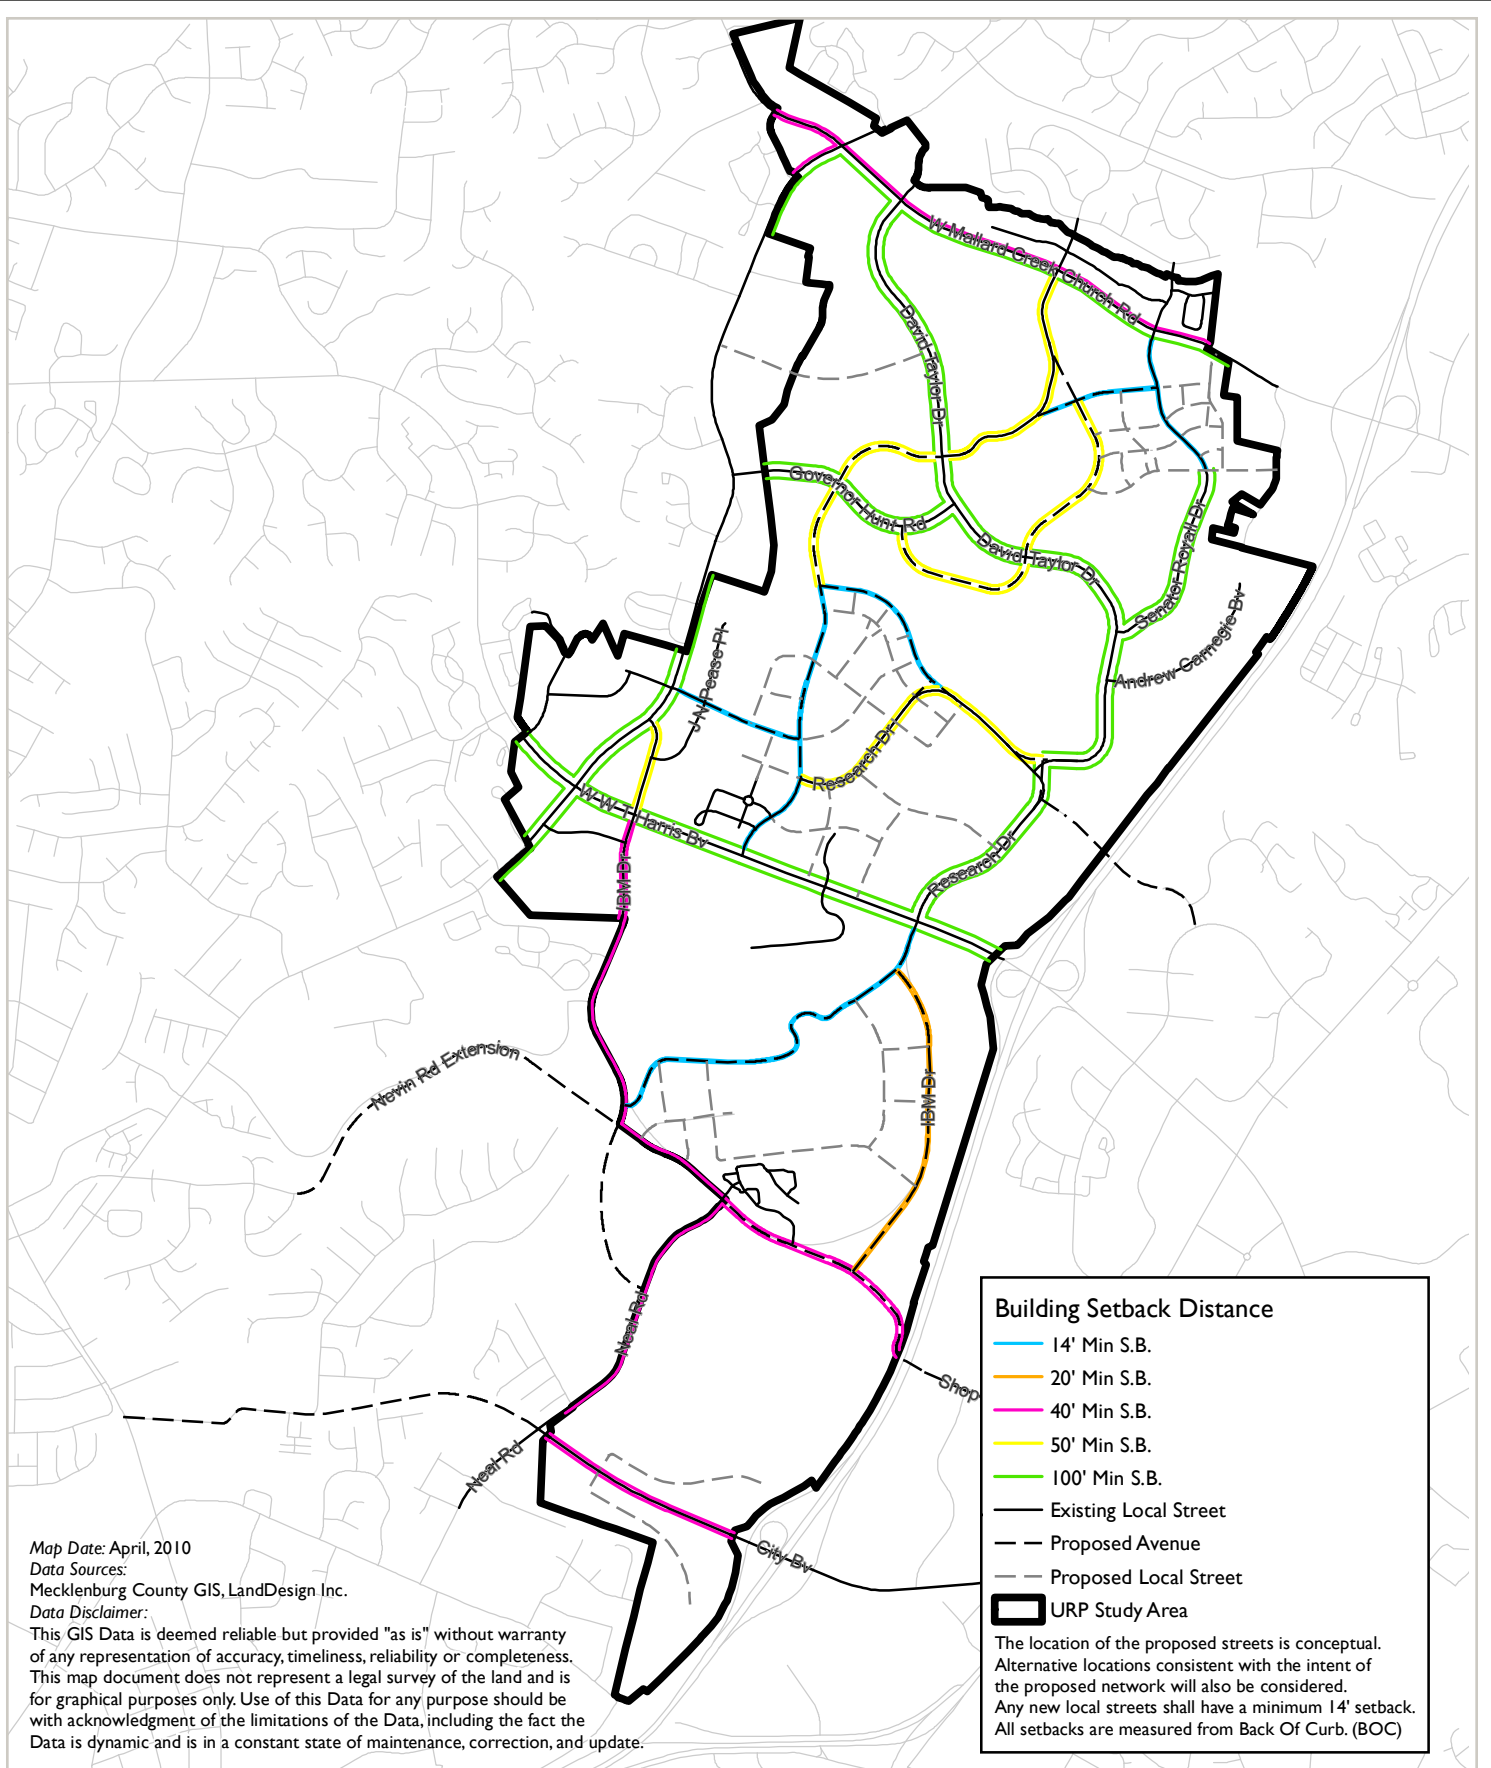 W Mallard Creek Church Rd
David Taylor Dr
Governor Hunt Rd
David Taylor Dr
Senator Royall Dr
Andrew Carnegie Bv
J N Pease Pl
Research Dr
W W T Harris Bv
IBM Dr
Research Dr
Nevin Rd Extension
IBM Dr
Neal Rd
Shop
Neal Rd
City Bv
Building Setback Distance
14' Min S.B.
20' Min S.B.
40' Min S.B.
50' Min S.B.
100' Min S.B.
Existing Local Street
Proposed Avenue
Proposed Local Street
URP Study Area
The location of the proposed streets is conceptual.
Alternative locations consistent with the intent of
the proposed network will also be considered.
Any new local streets shall have a minimum 14' setback.
All setbacks are measured from Back Of Curb. (BOC)
Map Date: April, 2010
Data Sources:
Mecklenburg County GIS, LandDesign Inc.
Data Disclaimer:
This GIS Data is deemed reliable but provided "as is" without warranty
of any representation of accuracy, timeliness, reliability or completeness.
This map document does not represent a legal survey of the land and is
for graphical purposes only. Use of this Data for any purpose should be
with acknowledgment of the limitations of the Data, including the fact the
Data is dynamic and is in a constant state of maintenance, correction, and update.